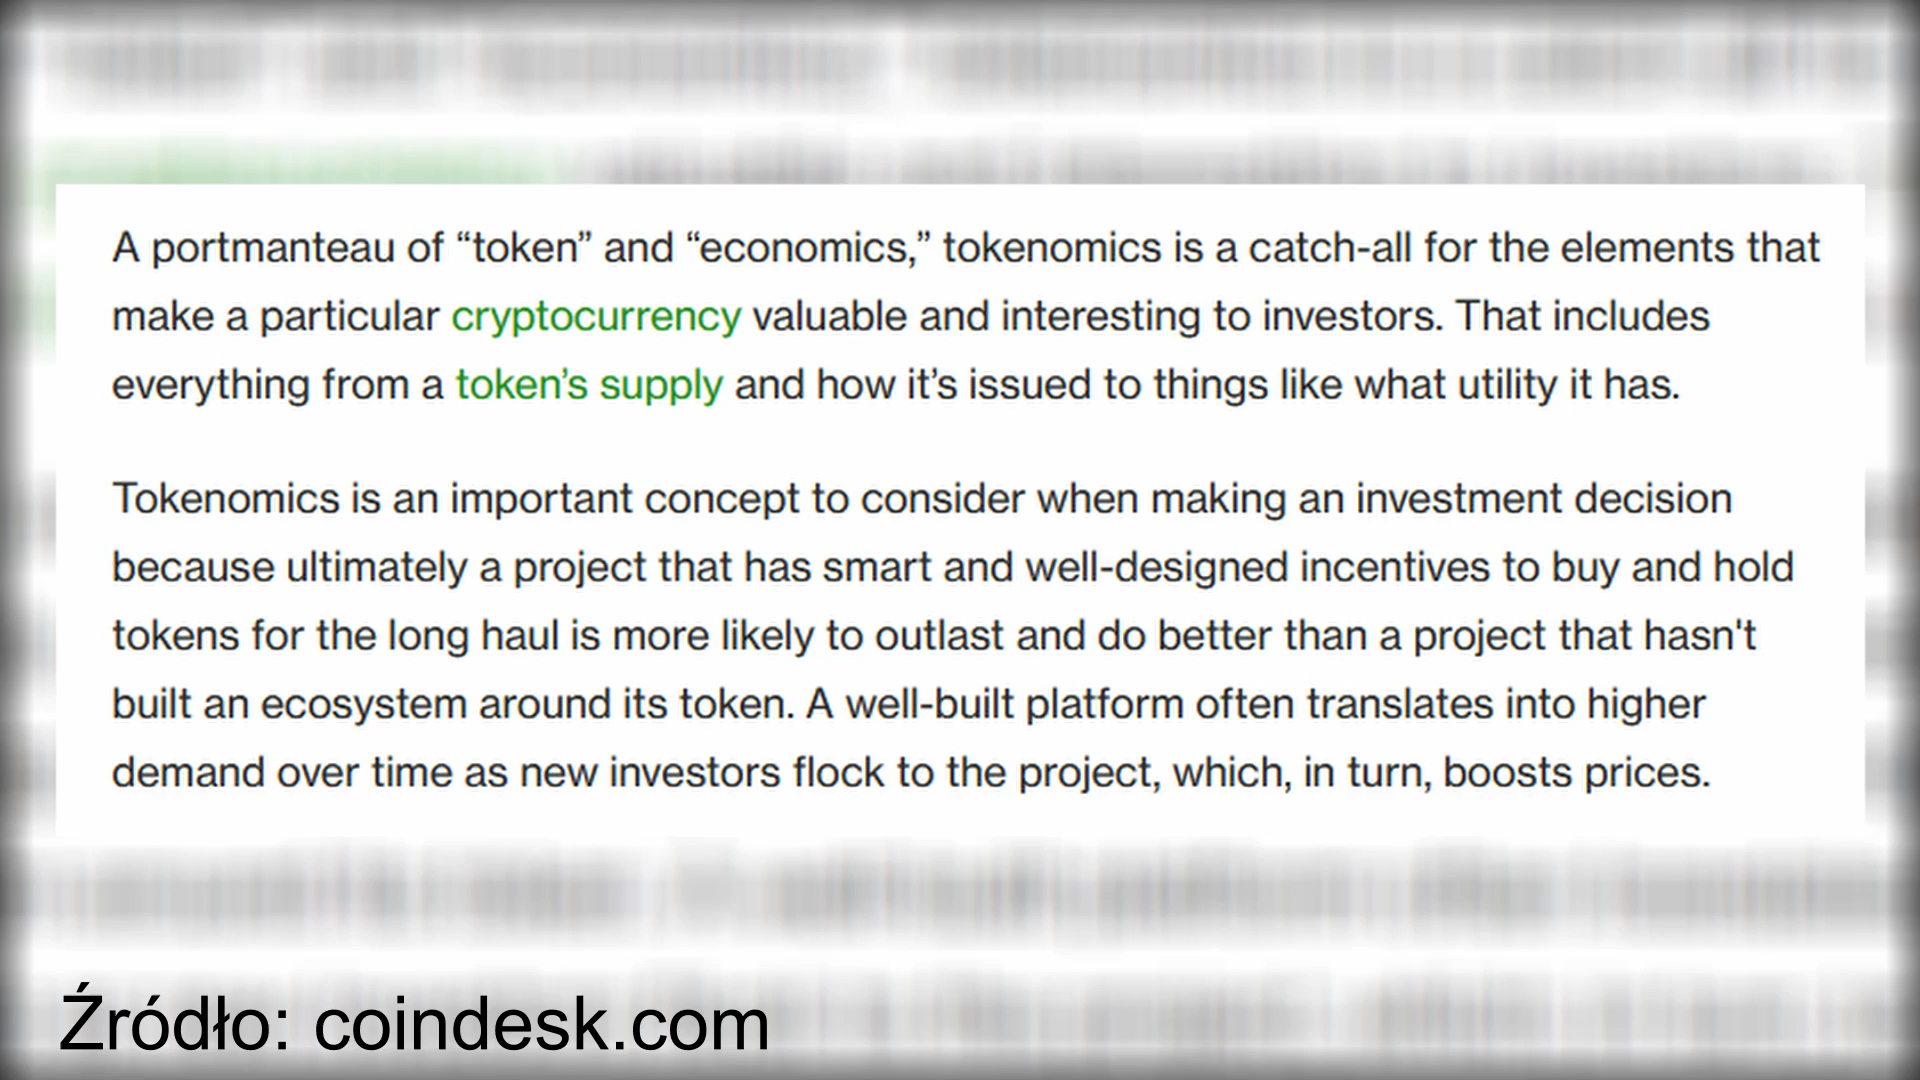 A portmanteau of “token” and “economics,” tokenomics is a catch-all for the elements that
make a particular cryptocurrency valuable and interesting to investors. That includes
everything from a token’s supply and how it’s issued to things like what utility it has.
Tokenomics is an important concept to consider when making an investment decision
because ultimately a project that has smart and well-designed incentives to buy and hold
tokens for the long haul is more likely to outlast and do better than a project that hasn't
built an ecosystem around its token. A well-built platform often translates into higher
demand over time as new investors flock to the project, which, in turn, boosts prices.
Źródło: coindesk.com